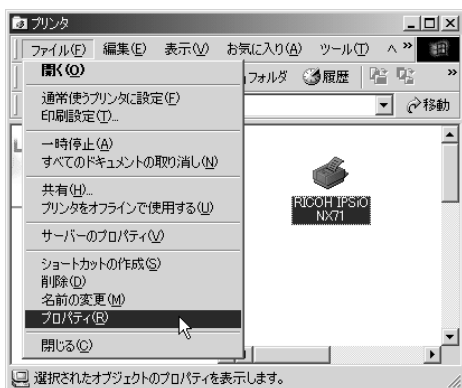 プリンタ
ファイル(F) 編集(E) 表示(V) お気に入り(A) ツール(T) ヘ »
開く(O)
フォルダ 履歴 »
通常使うプリンタに設定(F)
印刷設定(T)...
移動
一時停止(A)
すべてのドキュメントの取り消し(N)
共有(H)...
プリンタをオフラインで使用する(U)
サーバーのプロパティ(V)
ショートカットの作成(S)
削除(D)
名前の変更(M)
プロパティ(R)
閉じる(C)
RICOH IPSiO
NX71
選択されたオブジェクトのプロパティを表示します。